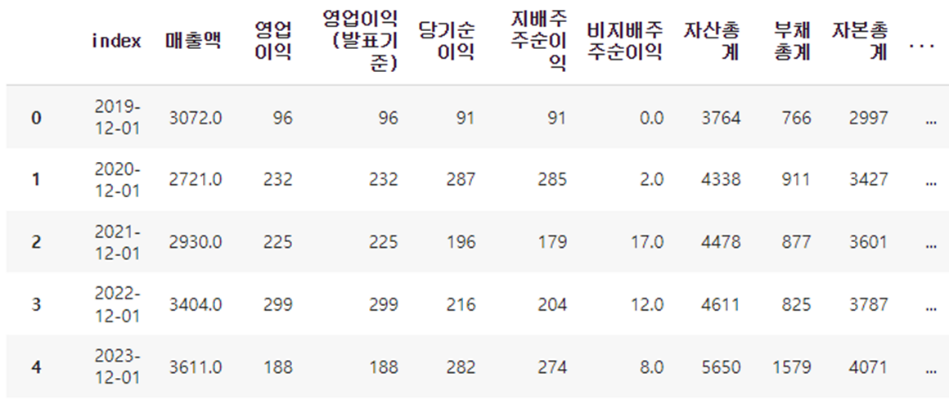 index 매출액 영업이익 영업이익(발표기준) 당기순이익 지배주주순이익 비지배주주순이익 자산총계 부채총계 자본총계 ...
0 2019-12-01 3072.0 96 96 91 91 0.0 3764 766 2997 ...
1 2020-12-01 2721.0 232 232 287 285 2.0 4338 911 3427 ...
2 2021-12-01 2930.0 225 225 196 179 17.0 4478 877 3601 ...
3 2022-12-01 3404.0 299 299 216 204 12.0 4611 825 3787 ...
4 2023-12-01 3611.0 188 188 282 274 8.0 5650 1579 4071 ...